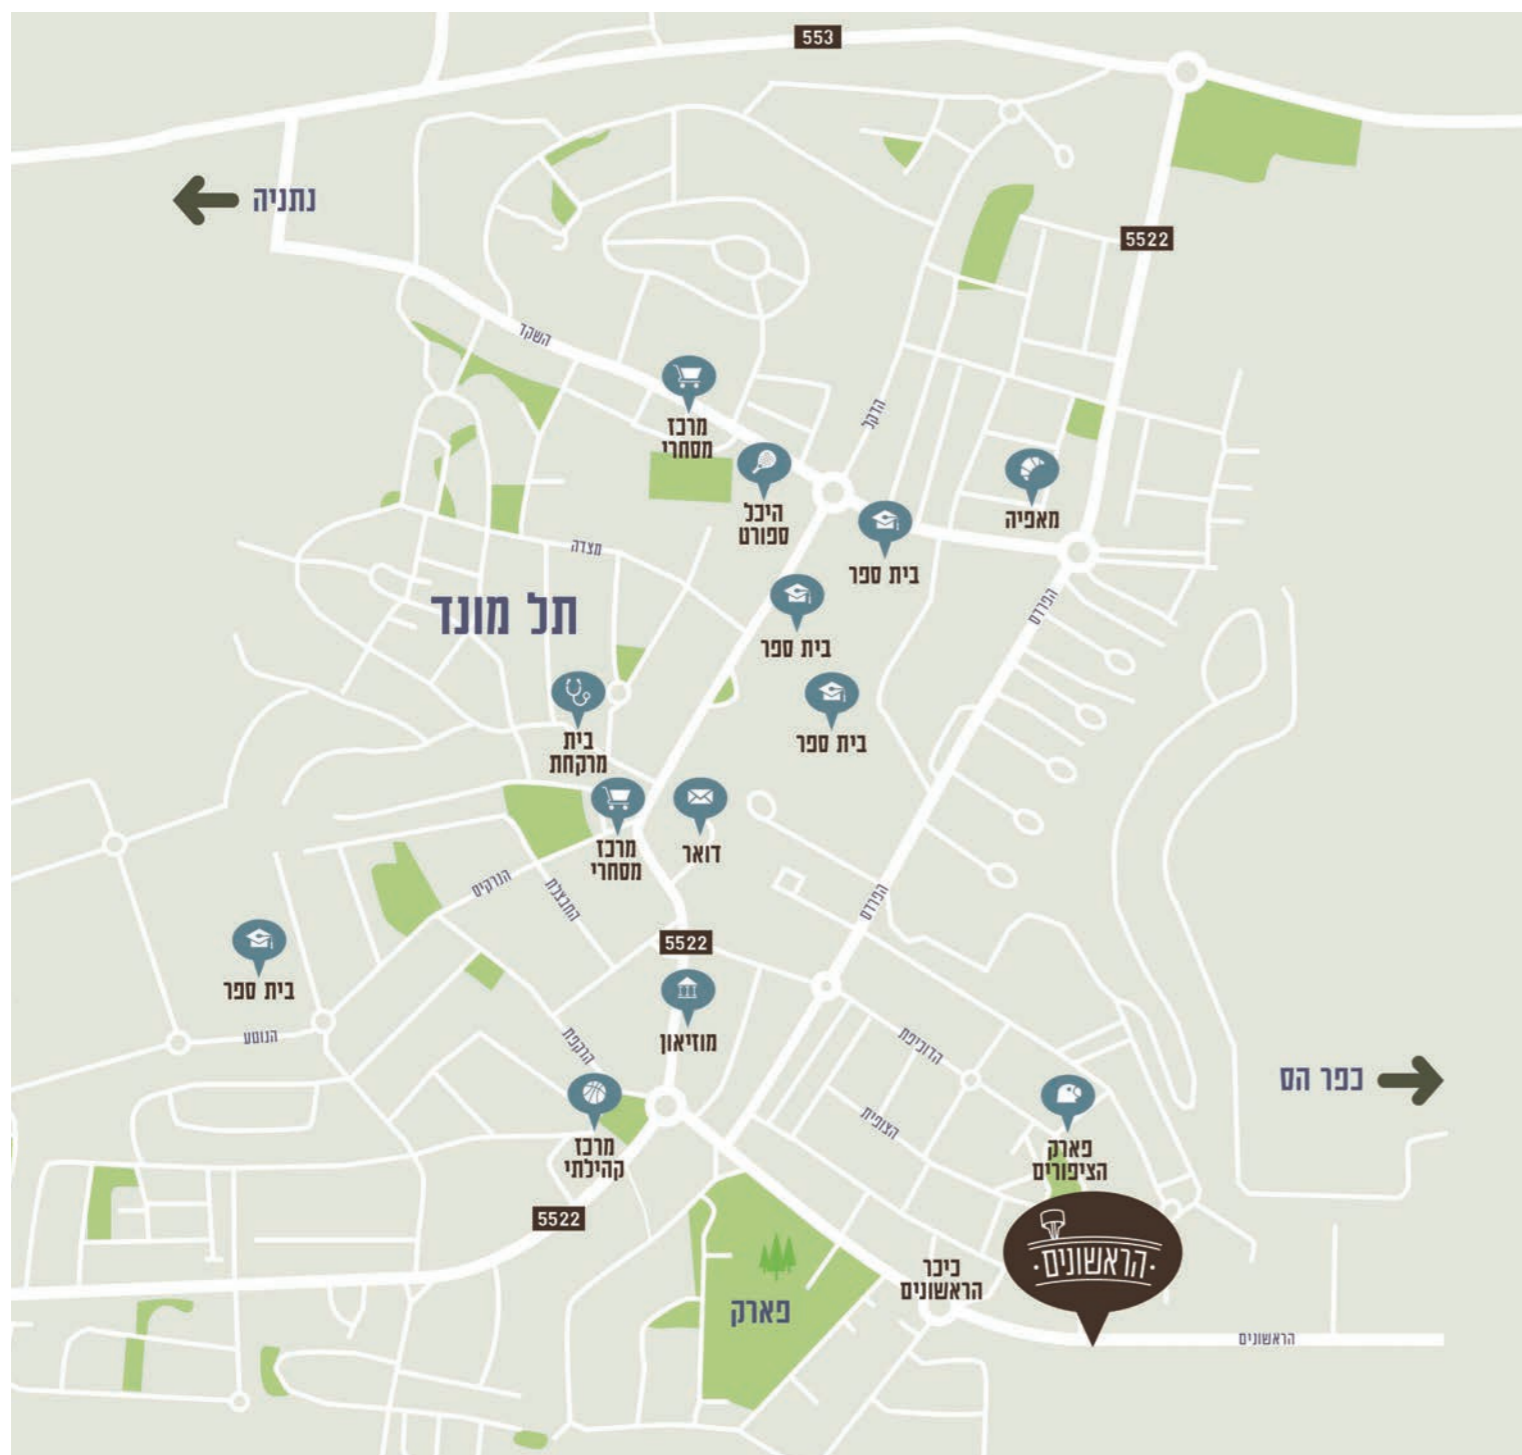 553
נתניה
5522
השקד
הדקל
מרכז
מסחרי
היכל
ספורט
מאפיה
בית ספר
מצדה
תל מונד
הפרדס
בית ספר
בית ספר
בית
מרקחת
מרכז
מסחרי
דואר
הנרקיס
החבצלת
הפרדס
5522
בית ספר
מוזיאון
הנוטע
הרקפת
הדוכיפת
כפר הס
הצופית
מרכז
קהילתי
פארק
הציפורים
5522
הראשונים
כיכר
הראשונים
פארק
הראשונים